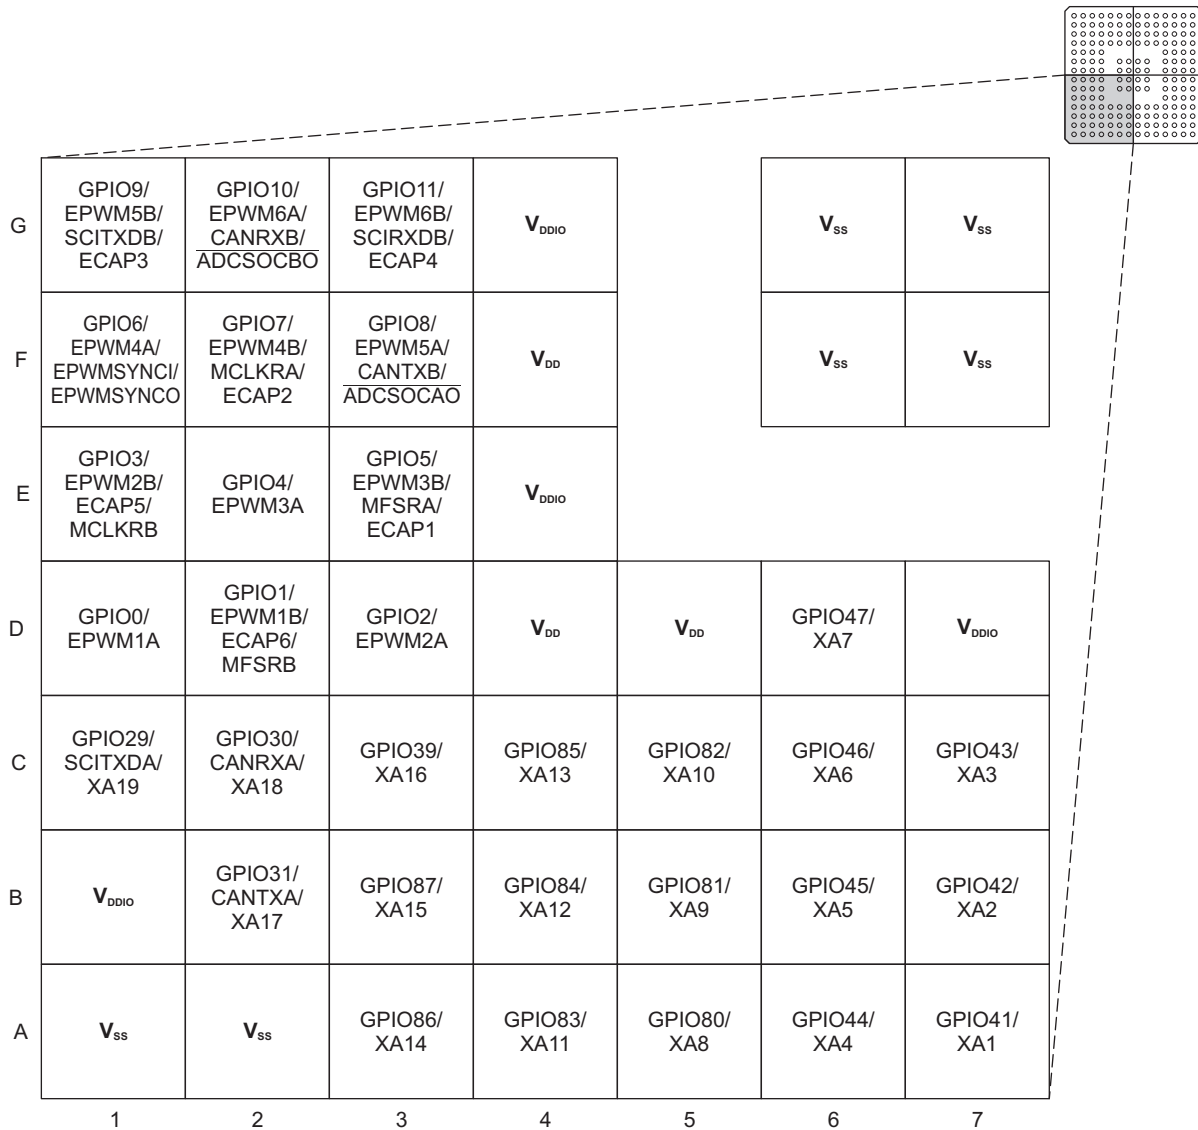 G
GPIO9/
EPWM5B/
SCITXDB/
ECAP3
GPIO10/
EPWM6A/
CANRXB/
ADCSOCBO
GPIO11/
EPWM6B/
SCIRXDB/
ECAP4
VDDIO
VSS
VSS
F
GPIO6/
EPWM4A/
EPWMSYNCI/
EPWMSYNCO
GPIO7/
EPWM4B/
MCLKRA/
ECAP2
GPIO8/
EPWM5A/
CANTXB/
ADCSOCAO
VDD
VSS
VSS
E
GPIO3/
EPWM2B/
ECAP5/
MCLKRB
GPIO4/
EPWM3A
GPIO5/
EPWM3B/
MFSRA/
ECAP1
VDDIO
D
GPIO0/
EPWM1A
GPIO1/
EPWM1B/
ECAP6/
MFSRB
GPIO2/
EPWM2A
VDD
VDD
GPIO47/
XA7
VDDIO
C
GPIO29/
SCITXDA/
XA19
GPIO30/
CANRXA/
XA18
GPIO39/
XA16
GPIO85/
XA13
GPIO82/
XA10
GPIO46/
XA6
GPIO43/
XA3
B
VDDIO
GPIO31/
CANTXA/
XA17
GPIO87/
XA15
GPIO84/
XA12
GPIO81/
XA9
GPIO45/
XA5
GPIO42/
XA2
A
VSS
VSS
GPIO86/
XA14
GPIO83/
XA11
GPIO80/
XA8
GPIO44/
XA4
GPIO41/
XA1
1 2 3 4 5 6 7